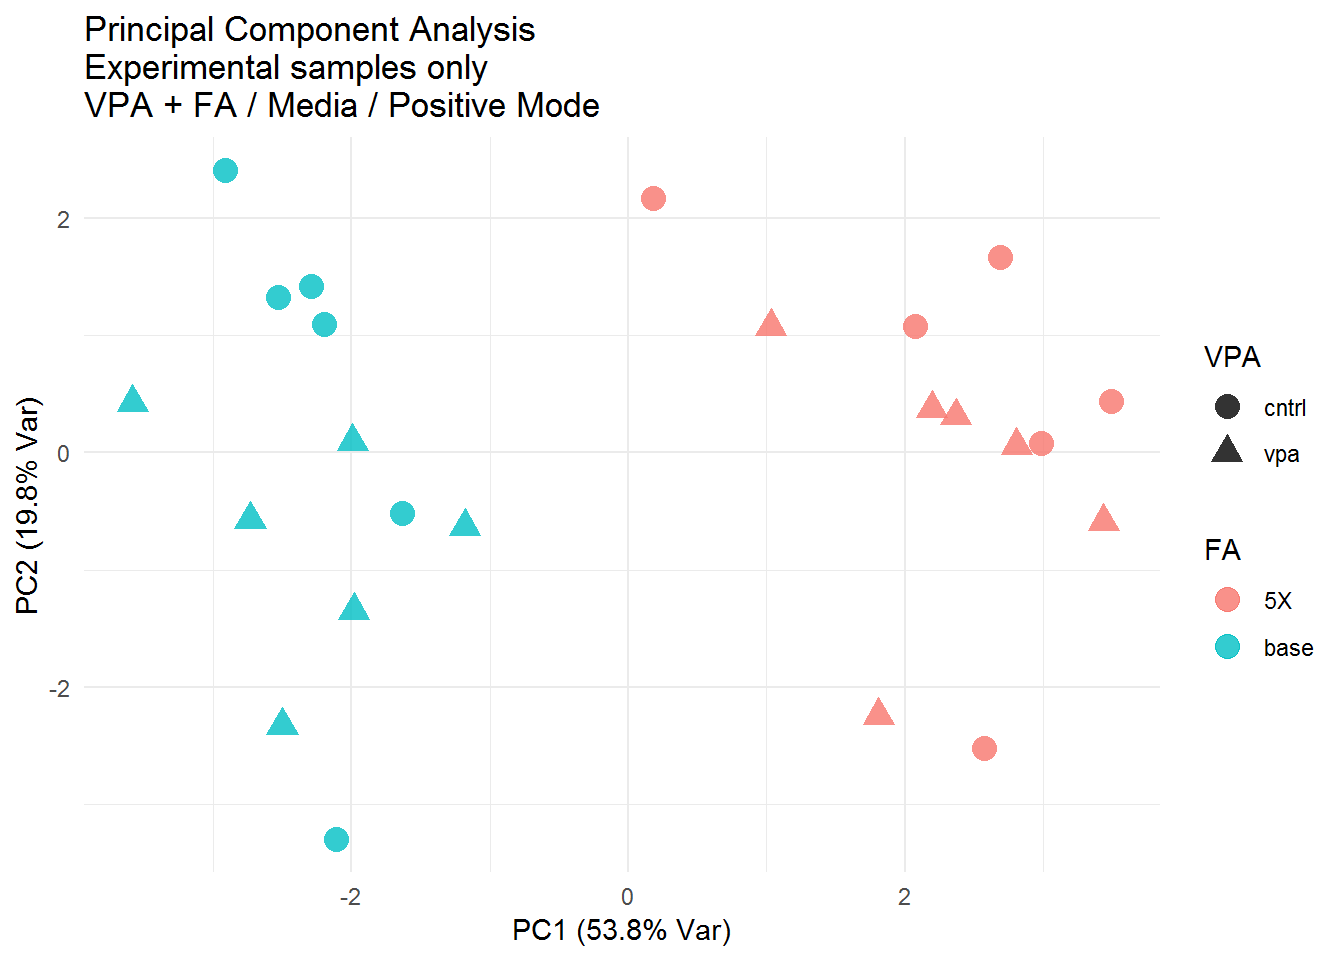 Principal Component Analysis
Experimental samples only
VPA + FA / Media / Positive Mode
2
0
-2
PC2 (19.8% Var)
-2
0
2
PC1 (53.8% Var)
VPA
cntrl
vpa
FA
5X
base